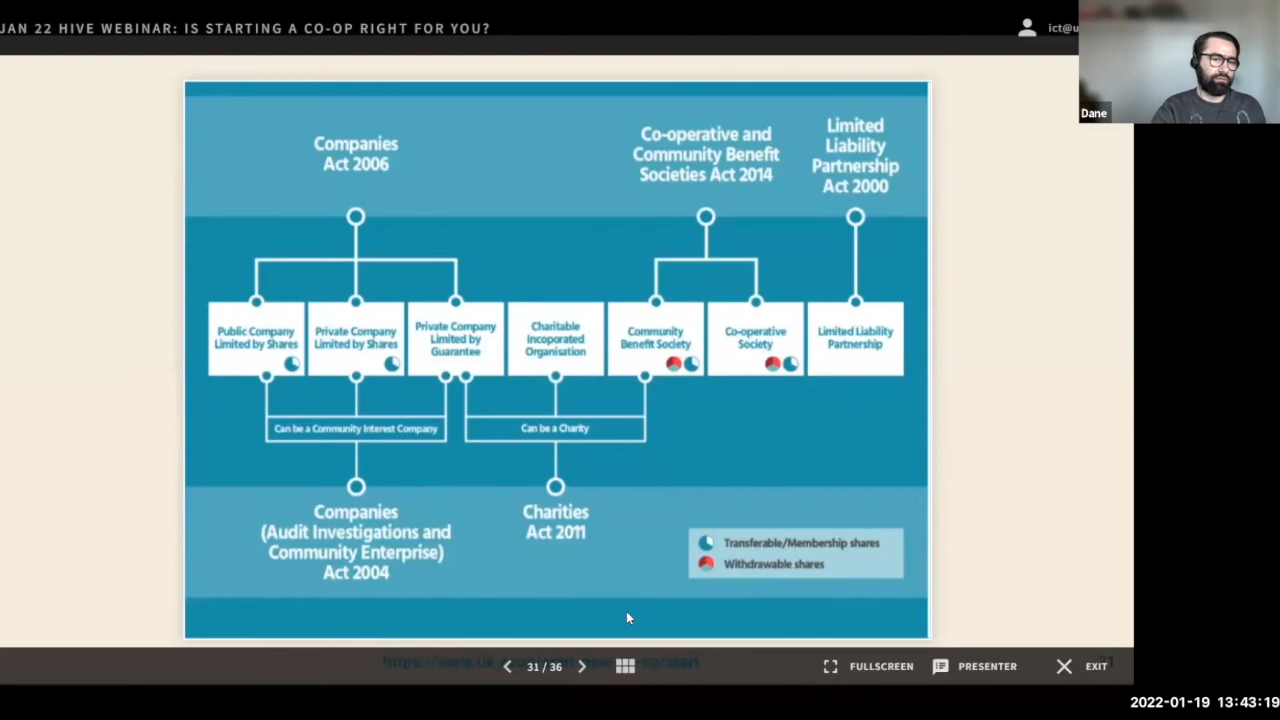 JAN 22 HIVE WEBINAR: IS STARTING A CO-OP RIGHT FOR YOU?
ict@u
Dane
Companies
Act 2006
Co-operative and
Community Benefit
Societies Act 2014
Limited
Liability
Partnership
Act 2000
Public Company
Limited by Shares
Private Company
Limited by Shares
Private Company
Limited by
Guarantee
Charitable
Incoporated
Organisation
Community
Benefit Society
Co-operative
Society
Limited Liability
Partnership
Can be a Community Interest Company
Can be a Charity
Companies
(Audit Investigations and
Community Enterprise)
Act 2004
Charities
Act 2011
Transferable/Membership shares
Withdrawable shares
31 / 36
FULLSCREEN
PRESENTER
EXIT
2022-01-19 13:43:19